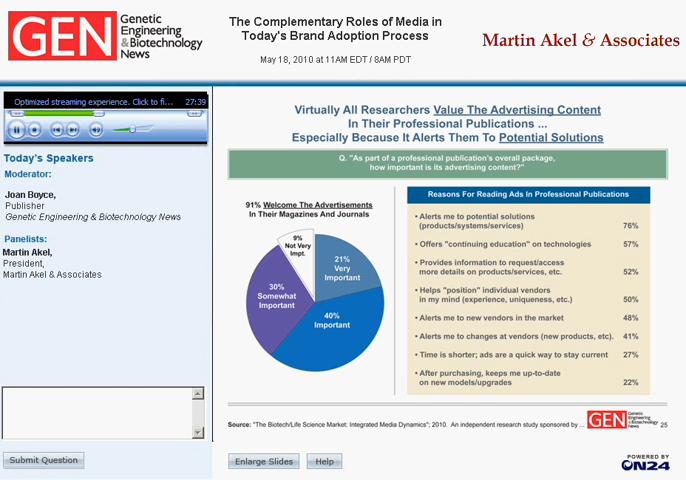 GEN Genetic
Engineering
& Biotechnology
News
The Complementary Roles of Media in
Today's Brand Adoption Process
May 18, 2010 at 11AM EDT / 8AM PDT
Martin Akel & Associates
Optimized streaming experience. Click to fi... 27:39
Today's Speakers
Moderator:
Joan Boyce,
Publisher
Genetic Engineering & Biotechnology News
Panelists:
Martin Akel,
President,
Martin Akel & Associates
Submit Question
Virtually All Researchers Value The Advertising Content
In Their Professional Publications ...
Especially Because It Alerts Them To Potential Solutions
Q. "As part of a professional publication's overall package,
how important is its advertising content?"
91% Welcome The Advertisements
In Their Magazines And Journals
9%
Not Very
Impt.
21%
Very
Important
30%
Somewhat
Important
40%
Important
Reasons For Reading Ads In Professional Publications
• Alerts me to potential solutions
(products/systems/services) 76%
• Offers "continuing education" on technologies 57%
• Provides information to request/access
more details on products/services, etc. 52%
• Helps "position" individual vendors
in my mind (experience, uniqueness, etc.) 50%
• Alerts me to new vendors in the market 48%
• Alerts me to changes at vendors (new products, etc). 41%
• Time is shorter; ads are a quick way to stay current 27%
• After purchasing, keeps me up-to-date
on new models/upgrades 22%
Source: "The Biotech/Life Science Market: Integrated Media Dynamics"; 2010. An independent research study sponsored by ...
GEN Genetic
Engineering
& Biotechnology
News
25
Enlarge Slides
Help
POWERED BY
ON24